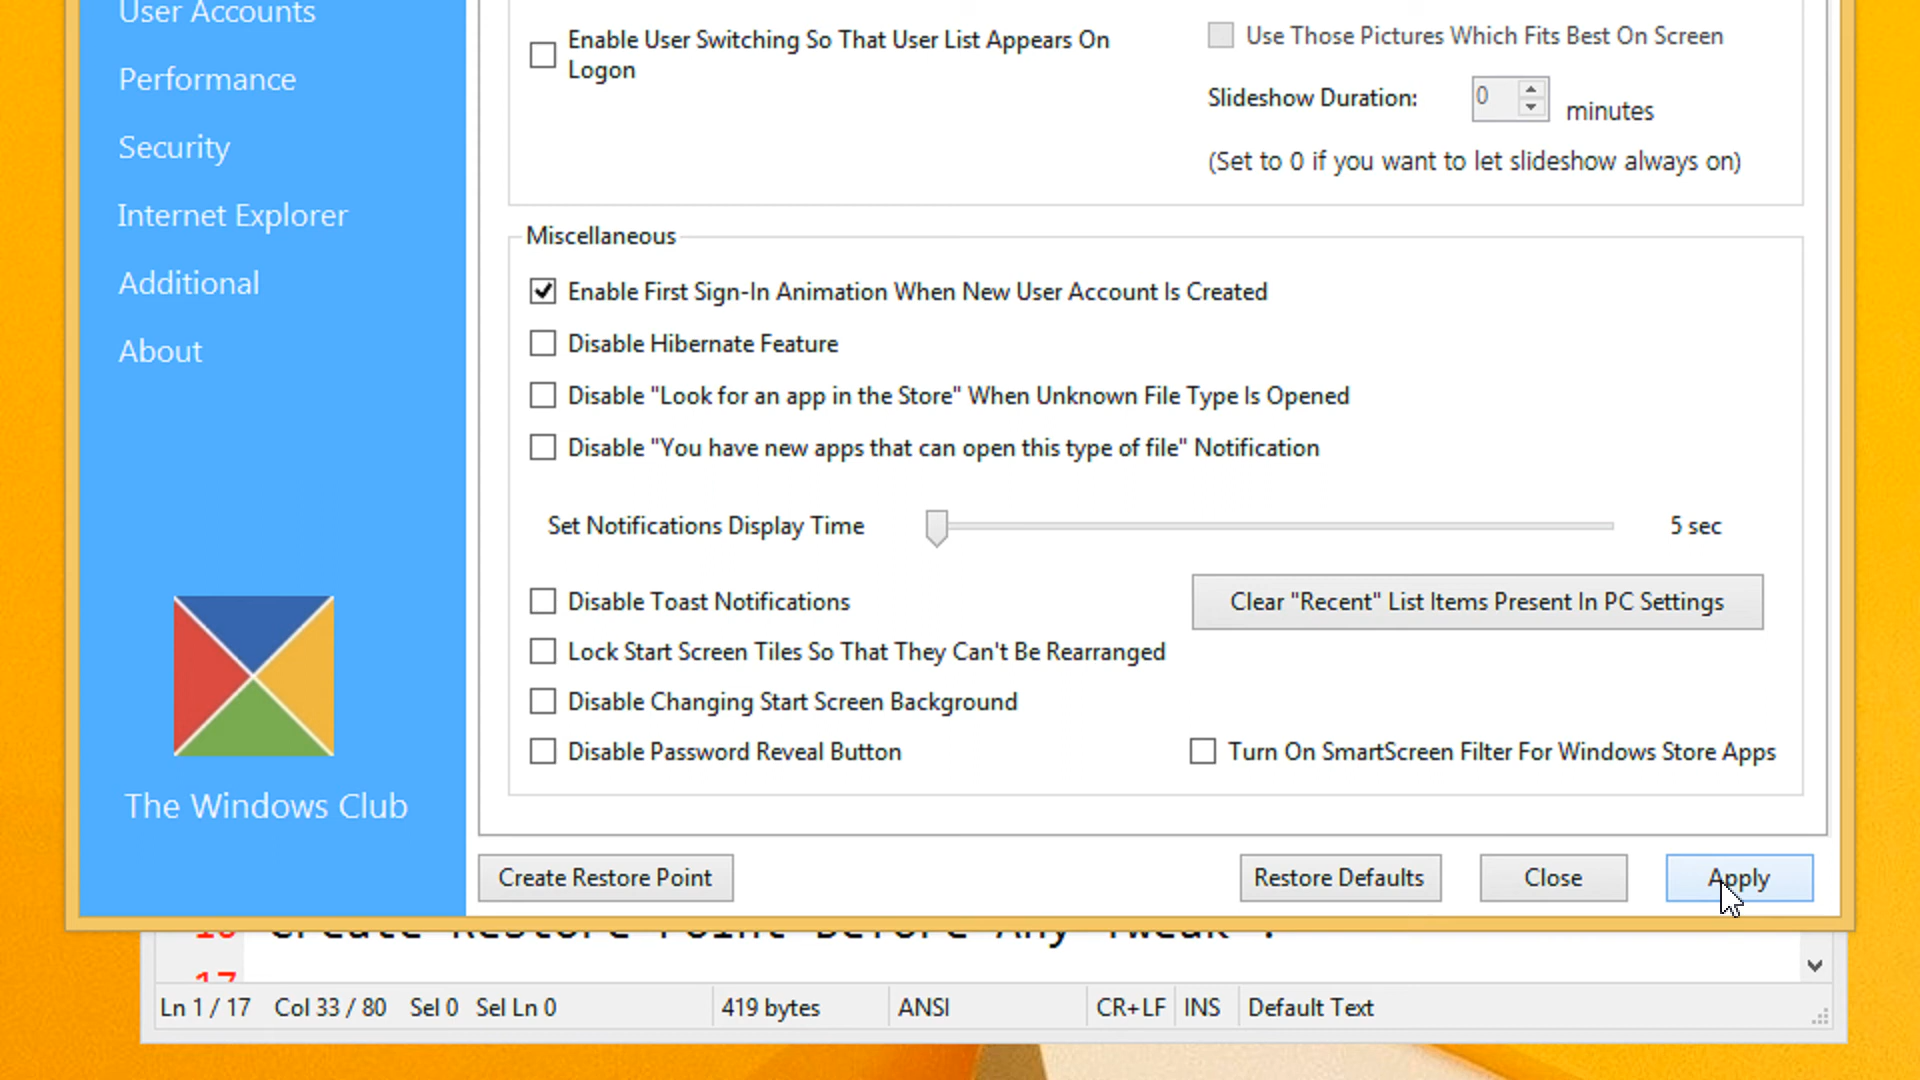 User Accounts
Performance
Security
Internet Explorer
Additional
About
The Windows Club
Enable User Switching So That User List Appears On
Logon
Use Those Pictures Which Fits Best On Screen
Slideshow Duration: 0 minutes
(Set to 0 if you want to let slideshow always on)
Miscellaneous
Enable First Sign-In Animation When New User Account Is Created
Disable Hibernate Feature
Disable "Look for an app in the Store" When Unknown File Type Is Opened
Disable "You have new apps that can open this type of file" Notification
Set Notifications Display Time 5 sec
Disable Toast Notifications
Clear "Recent" List Items Present In PC Settings
Lock Start Screen Tiles So That They Can't Be Rearranged
Disable Changing Start Screen Background
Disable Password Reveal Button
Turn On SmartScreen Filter For Windows Store Apps
Create Restore Point
Restore Defaults
Close
Apply
16 Create Restore Point Before Any Tweak
17
Ln 1 / 17 Col 33 / 80 Sel 0 Sel Ln 0 419 bytes ANSI CR+LF INS Default Text